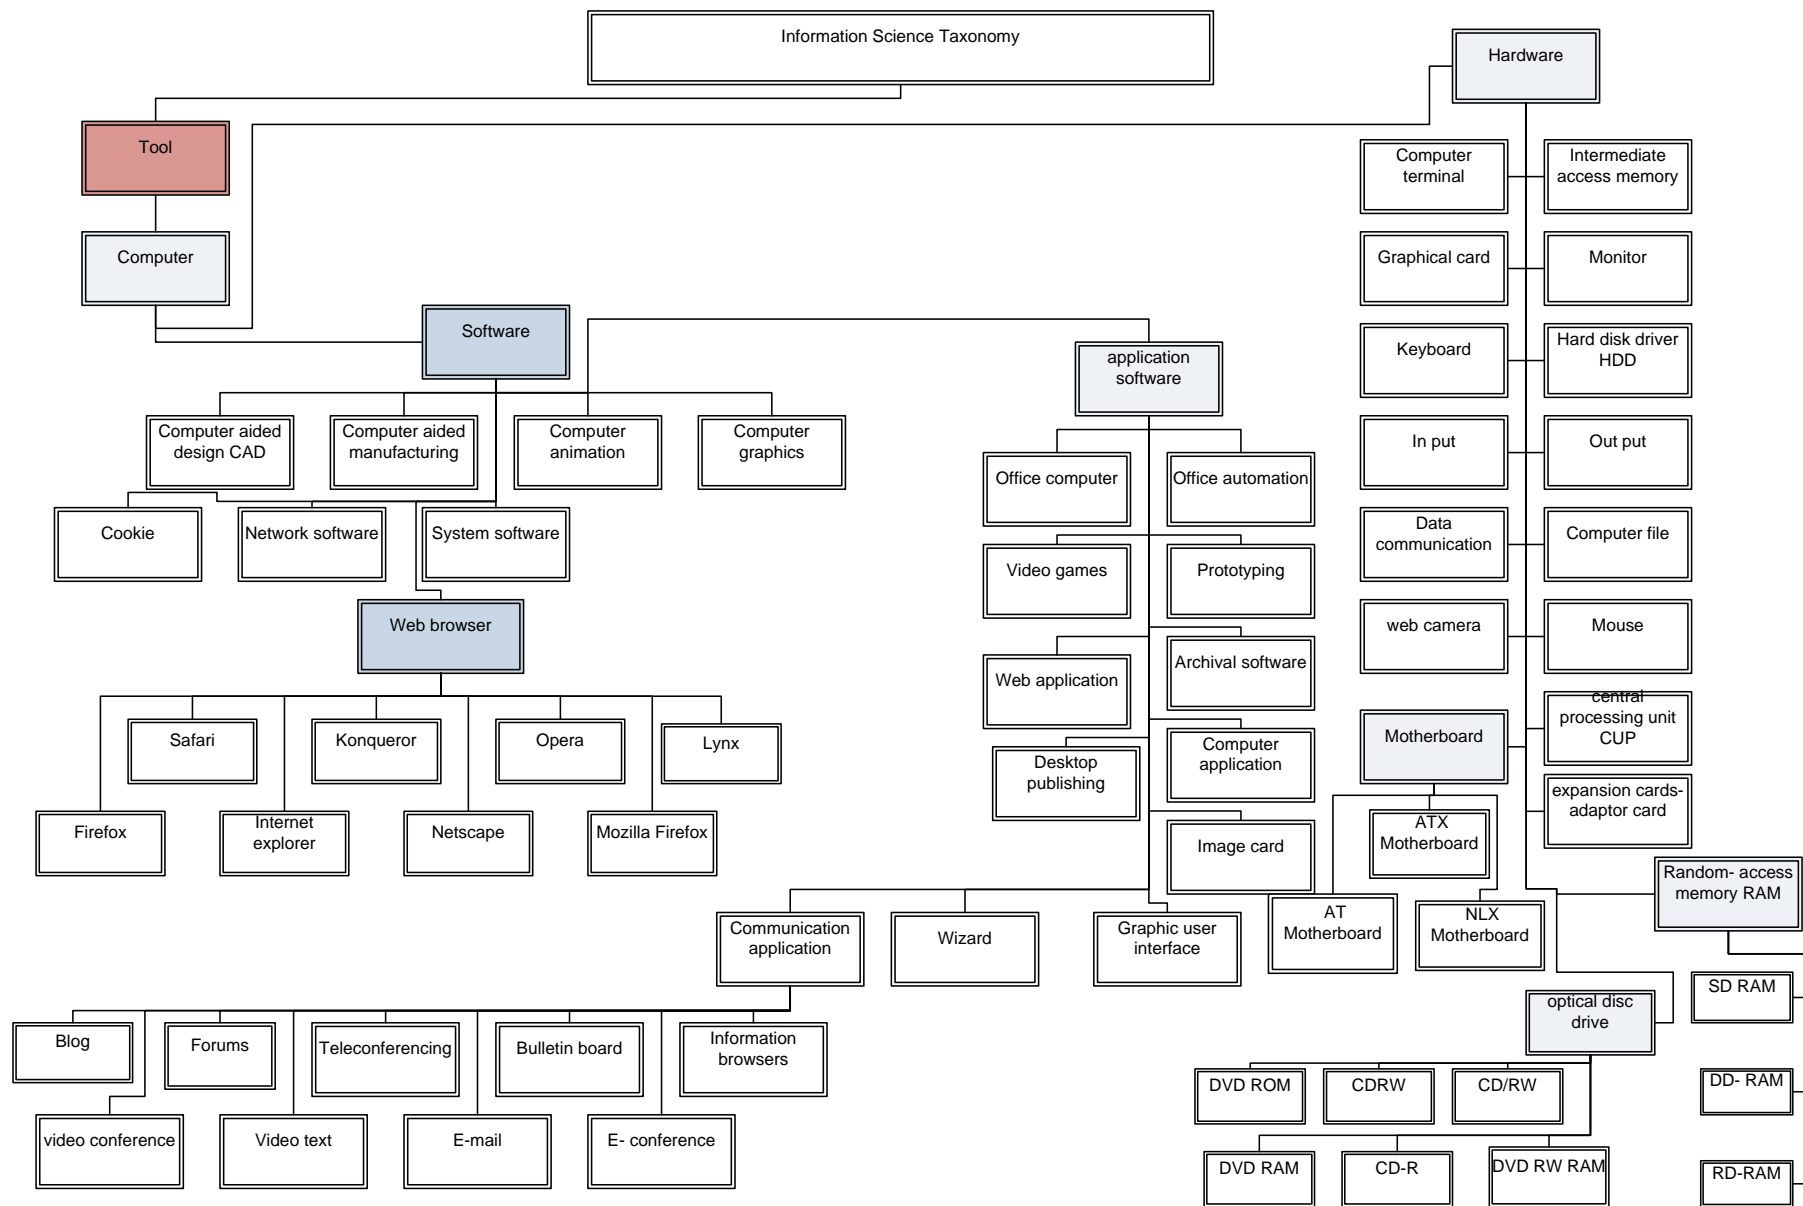 Information Science Taxonomy
Hardware
Tool
Computer
terminal
Intermediate
access memory
Computer
Graphical card
Monitor
Software
application
software
Keyboard
Hard disk driver
HDD
Computer aided
design CAD
Computer aided
manufacturing
Computer
animation
Computer
graphics
In put
Out put
Office computer
Office automation
Cookie
Network software
System software
Data
communication
Computer file
Video games
Prototyping
Web browser
web camera
Mouse
Web application
Archival software
central
processing unit
CUP
Motherboard
Safari
Konqueror
Opera
Lynx
Desktop
publishing
Computer
application
expansion cards-
adaptor card
Firefox
Internet
explorer
Netscape
Mozilla Firefox
Image card
ATX
Motherboard
Random- access
memory RAM
Communication
application
Wizard
Graphic user
interface
AT
Motherboard
NLX
Motherboard
optical disc
drive
SD RAM
Blog
Forums
Teleconferencing
Bulletin board
Information
browsers
DVD ROM
CDRW
CD/RW
DD- RAM
video conference
Video text
E-mail
E- conference
DVD RAM
CD-R
DVD RW RAM
RD-RAM